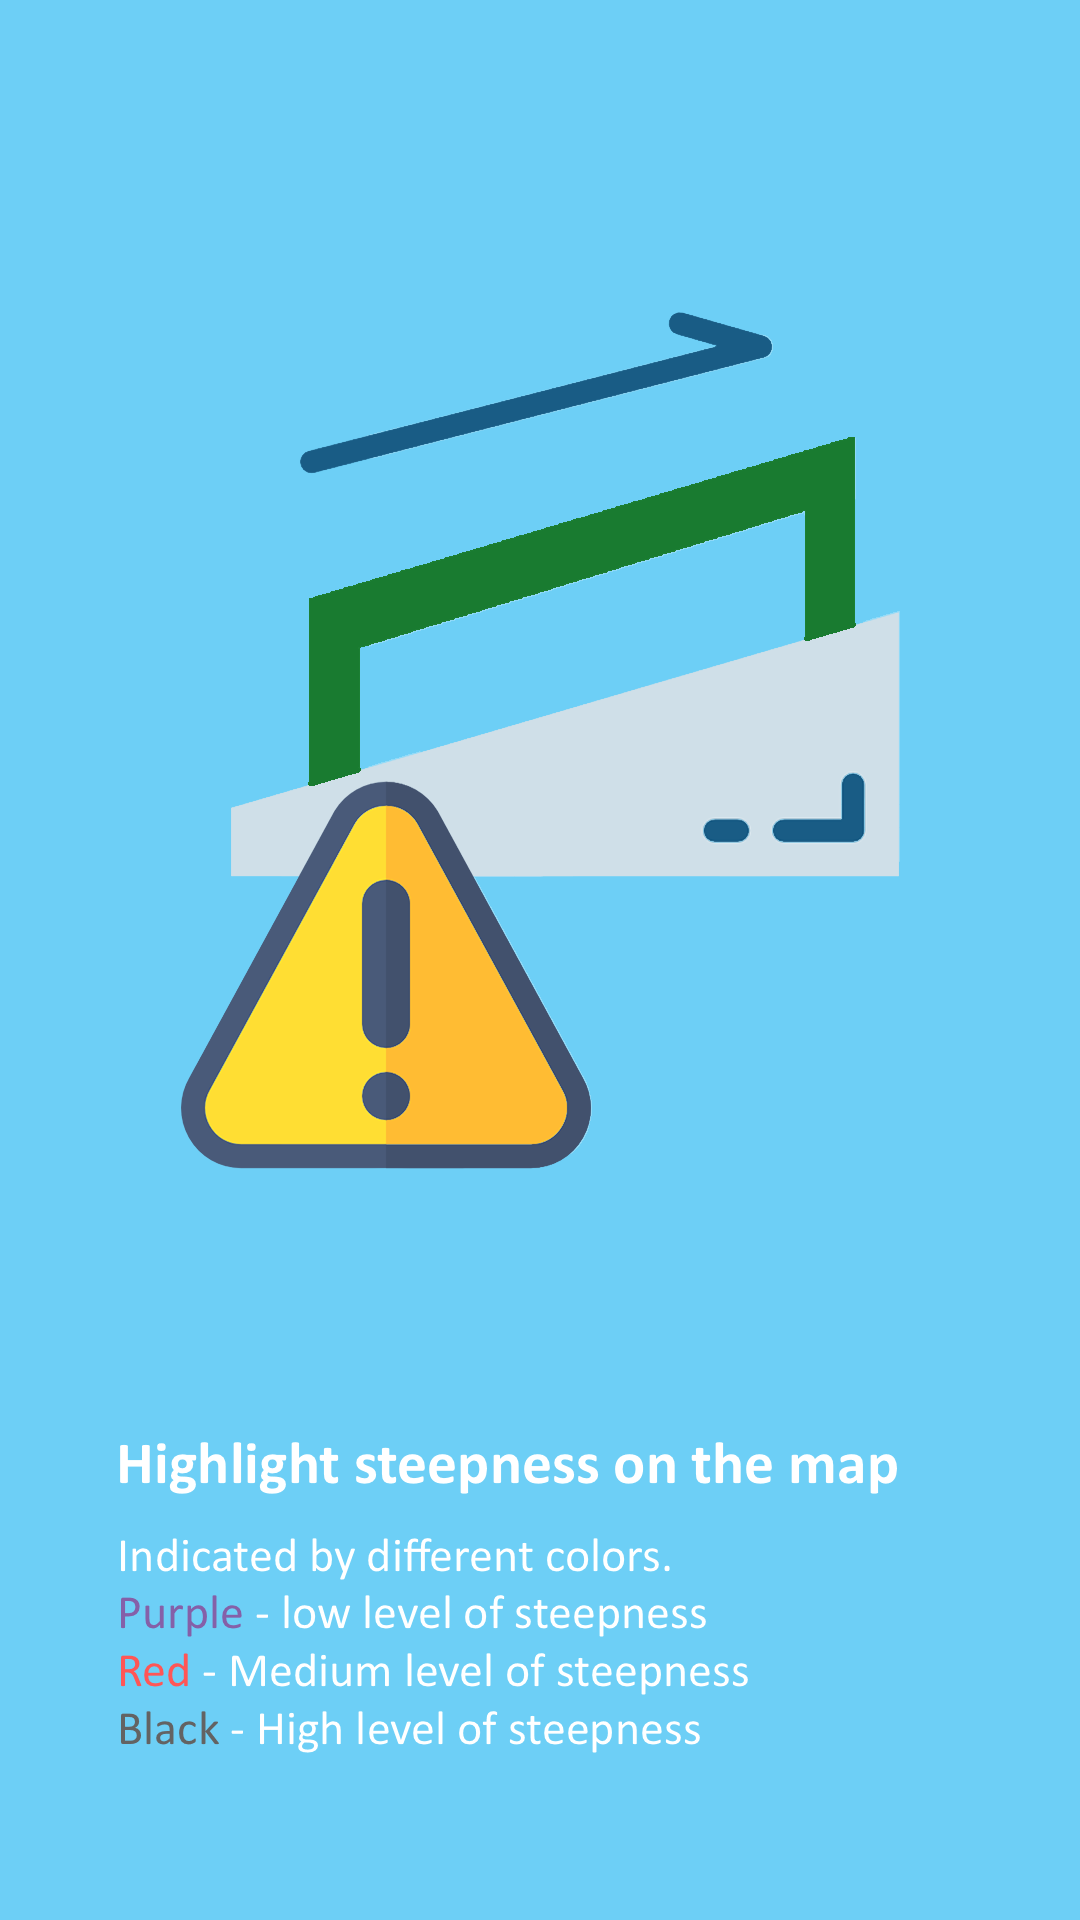 Highlight steepness on the map
Indicated by different colors.
Purple - low level of steepness
Red - Medium level of steepness
Black - High level of steepness